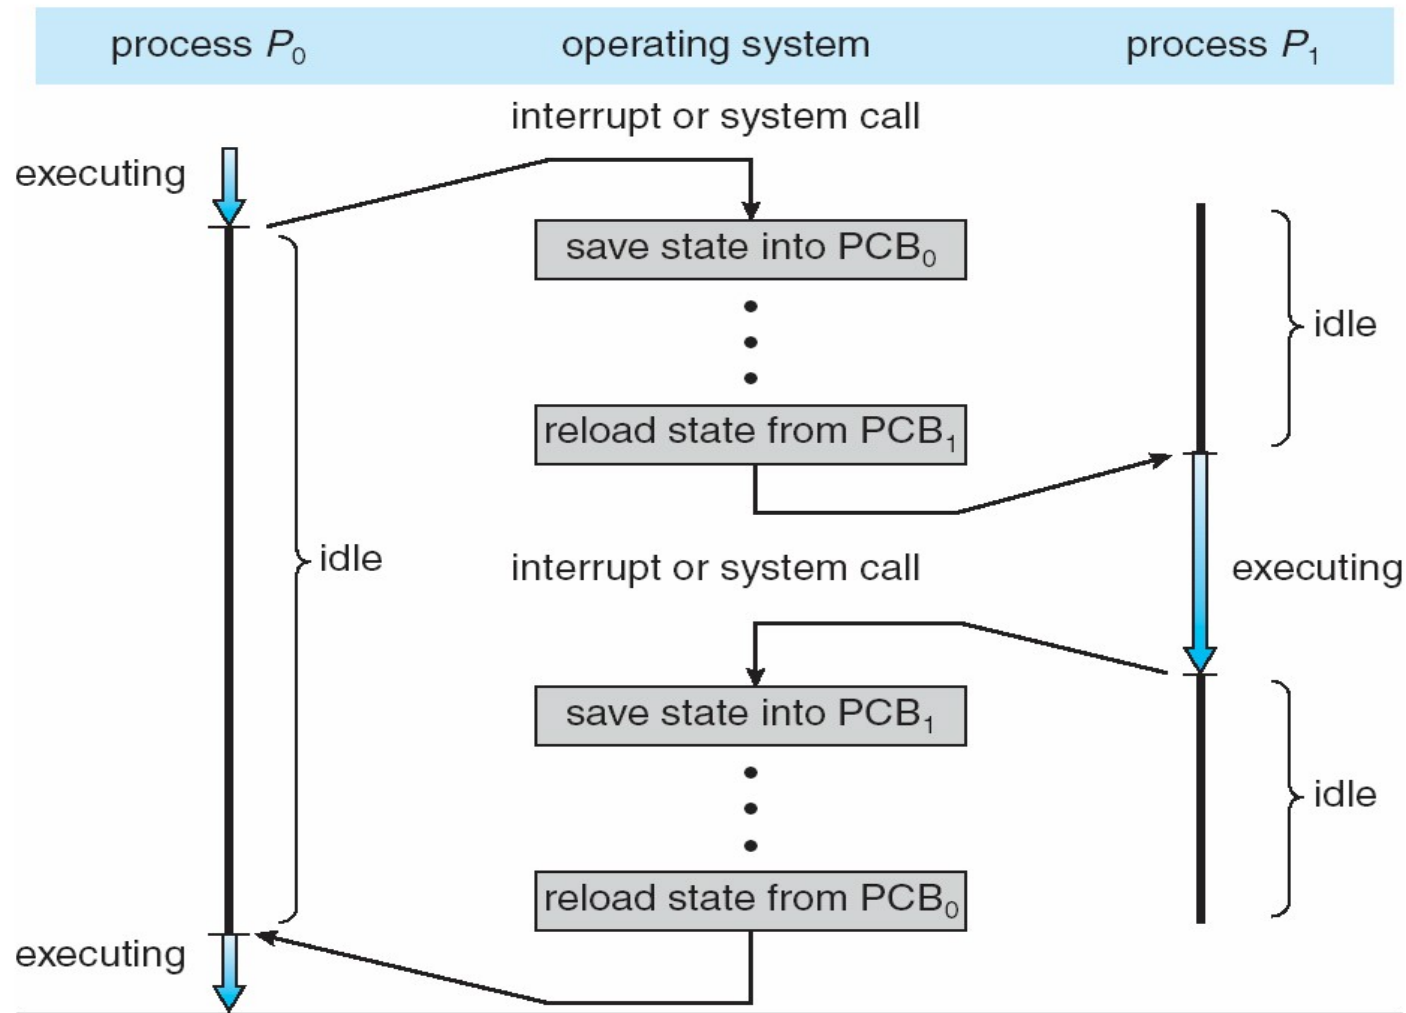 process P₀ operating system process P₁
interrupt or system call
executing
save state into PCB₀
idle
reload state from PCB₁
idle
interrupt or system call
executing
save state into PCB₁
idle
reload state from PCB₀
executing